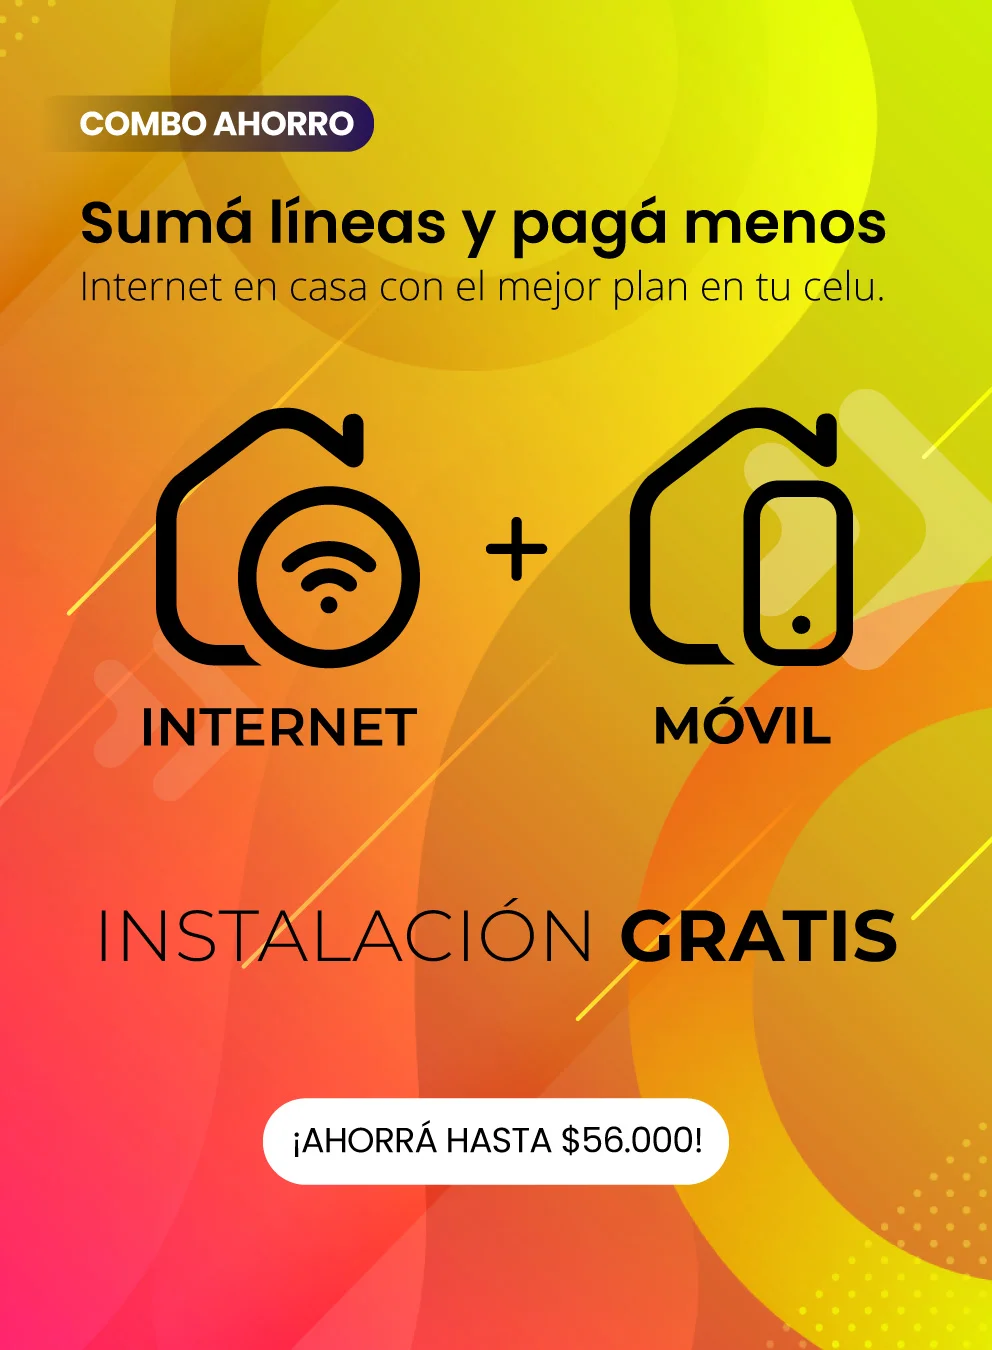 COMBO AHORRO
Sumá líneas y pagá menos
Internet en casa con el mejor plan en tu celu.
INTERNET + MÓVIL
INSTALACIÓN GRATIS
¡AHORRÁ HASTA $56.000!